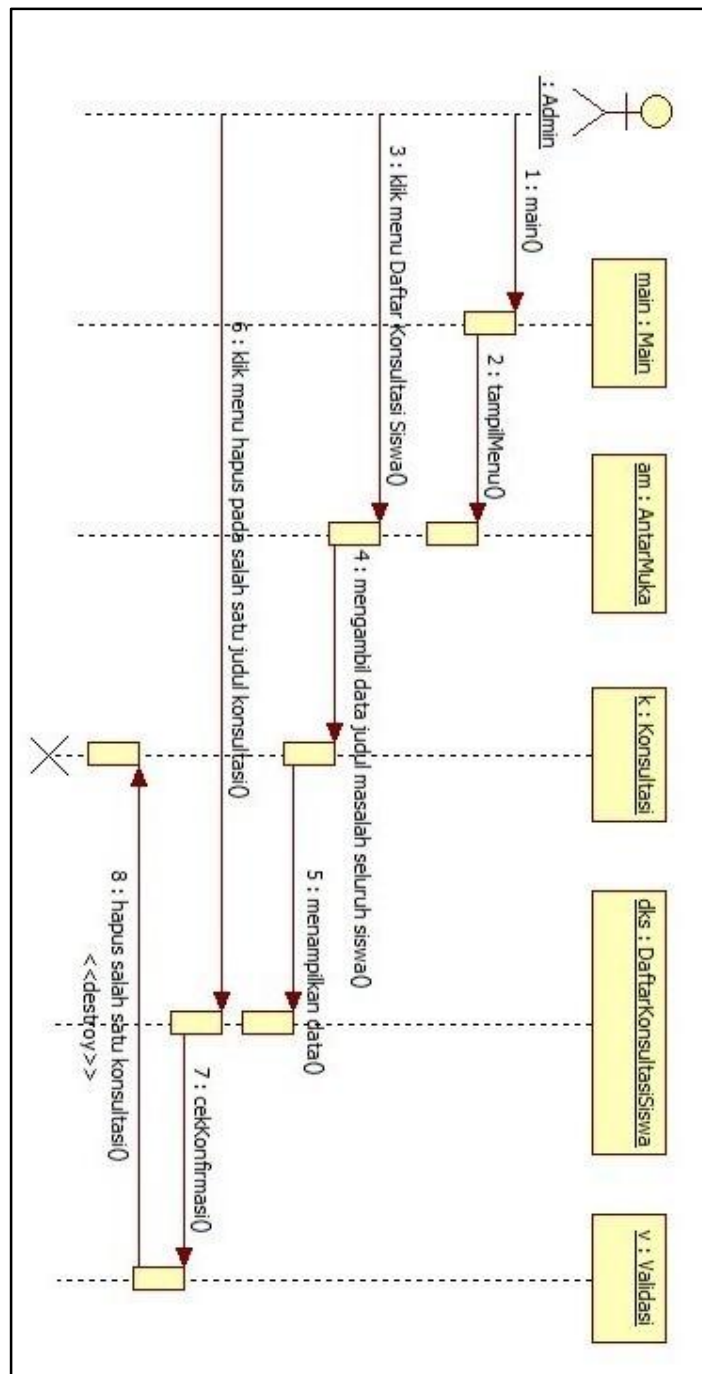 : Admin
main : Main
am : AntarMuka
k : Konsultasi
dks : DaftarKonsultasiSiswa
v : Validasi
1 : main()
2 : tampilMenu()
3 : klik menu Daftar Konsultasi Siswa()
4 : mengambil data judul masalah seluruh siswa()
5 : menampilkan data()
6 : klik menu hapus pada salah satu judul konsultasi()
7 : cekKonfirmasi()
8 : hapus salah satu konsultasi()
<<destroy>>